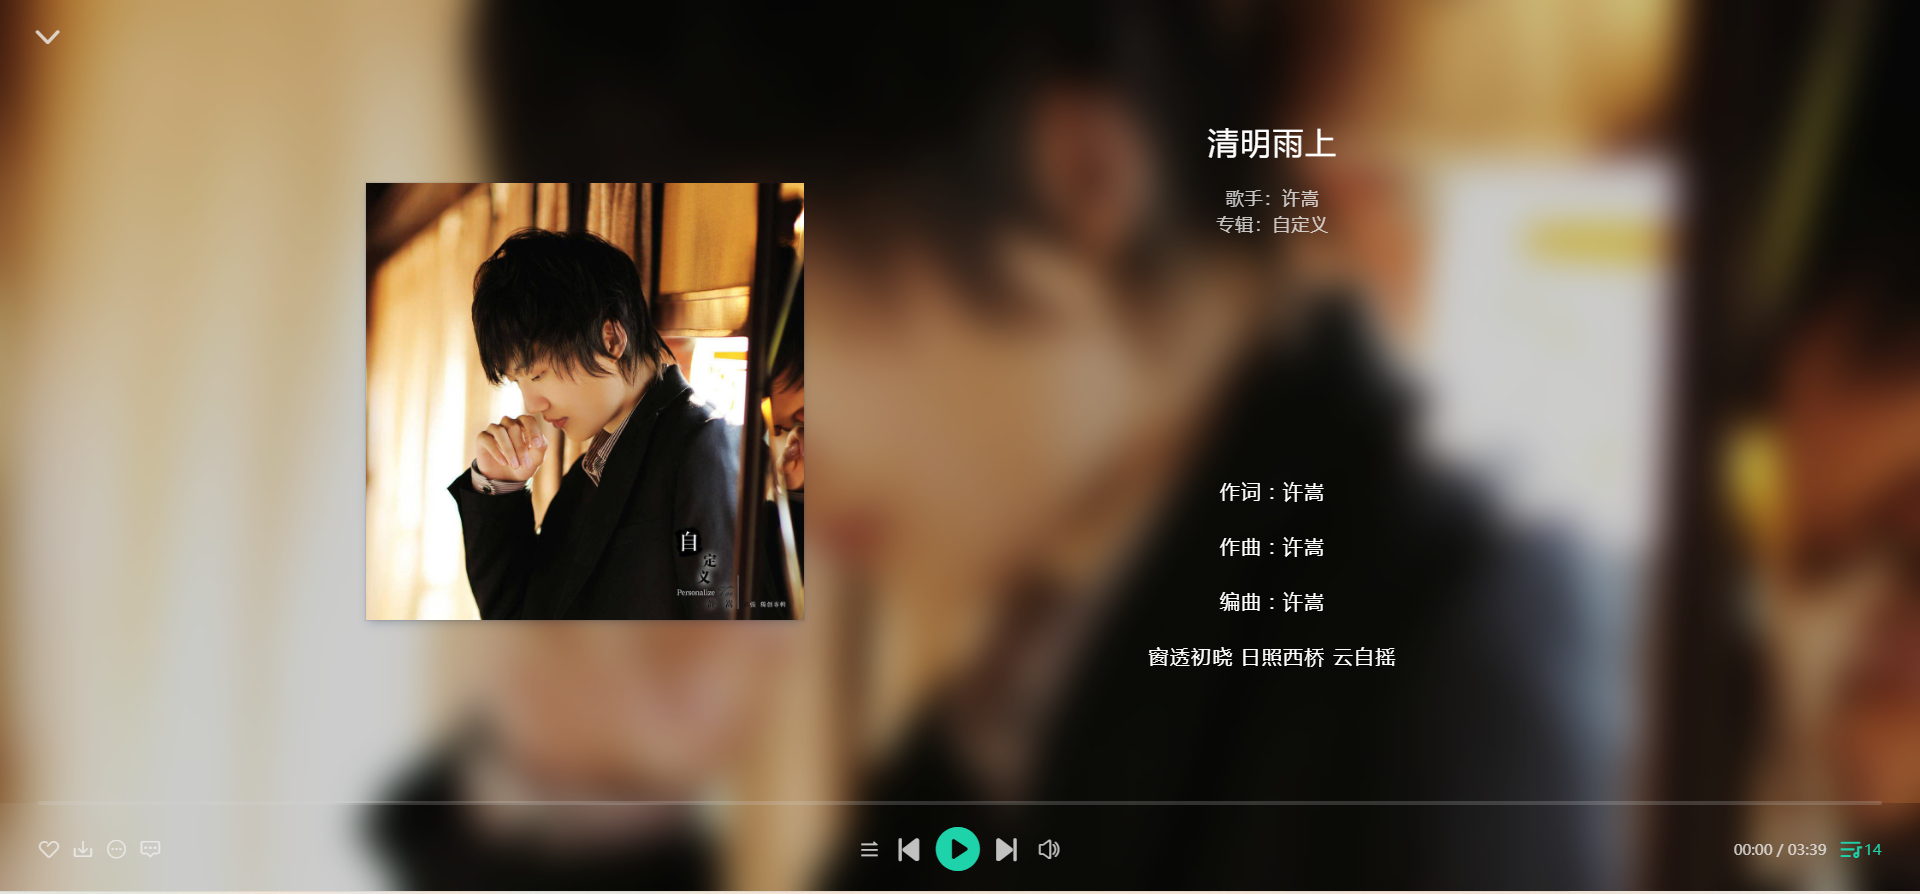 清明雨上
歌手：许嵩
专辑：自定义
自
定
义
Personalize
作词：许嵩
作曲：许嵩
编曲：许嵩
窗透初晓 日照西桥 云自摇
00:00 / 03:39
14